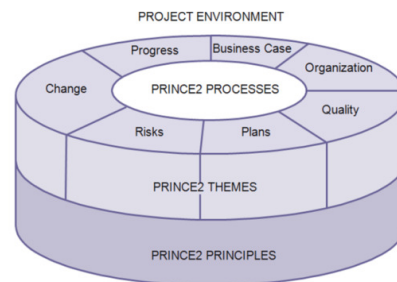 PROJECT ENVIRONMENT
Progress
Business Case
Organization
Change
PRINCE2 PROCESSES
Quality
Risks
Plans
PRINCE2 THEMES
PRINCE2 PRINCIPLES